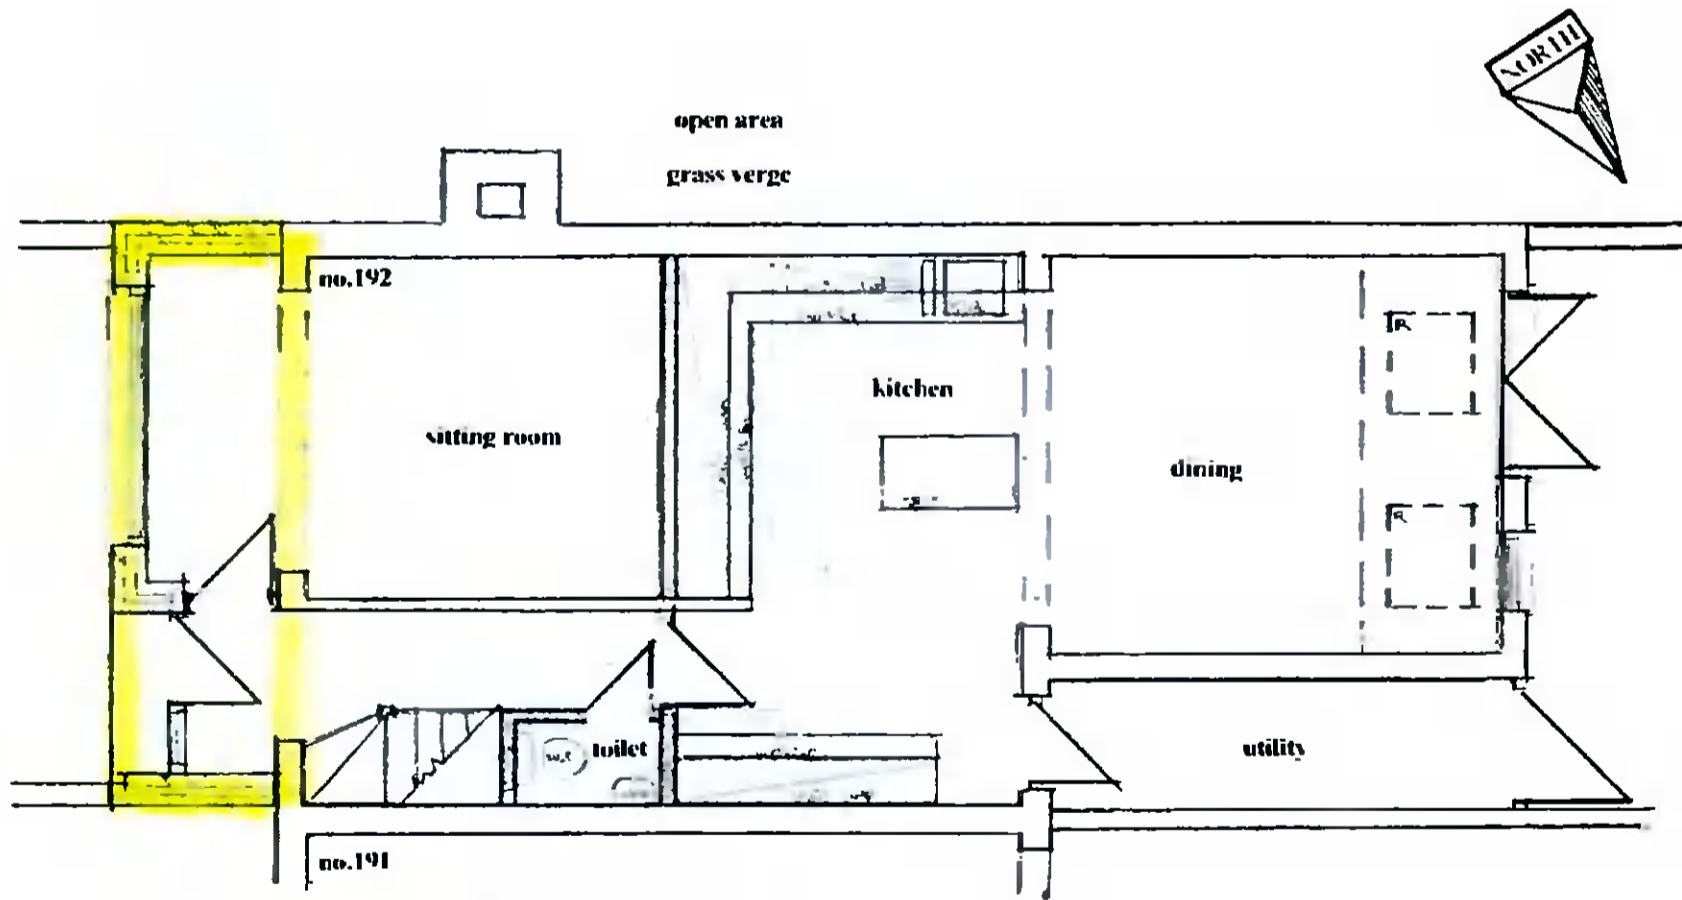 NORTH
open area
grass verge
no.192
R
kitchen
sitting room
dining
R
toilet
utility
no.191